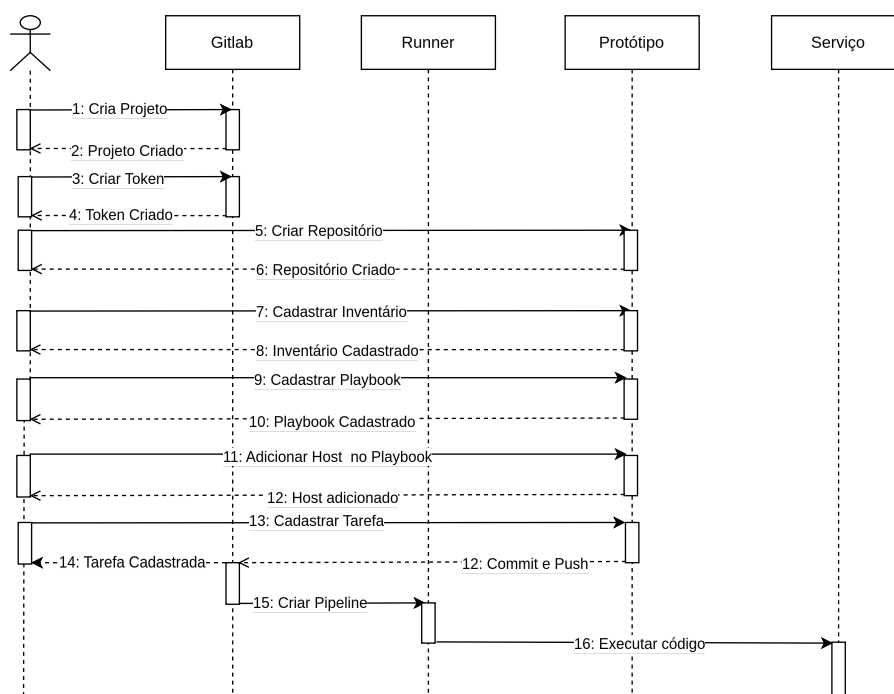 Gitlab
Runner
Protótipo
Serviço
1: Cria Projeto
2: Projeto Criado
3: Criar Token
4: Token Criado
5: Criar Repositório
6: Repositório Criado
7: Cadastrar Inventário
8: Inventário Cadastrado
9: Cadastrar Playbook
10: Playbook Cadastrado
11: Adicionar Host no Playbook
12: Host adicionado
13: Cadastrar Tarefa
14: Tarefa Cadastrada
12: Commit e Push
15: Criar Pipeline
16: Executar código